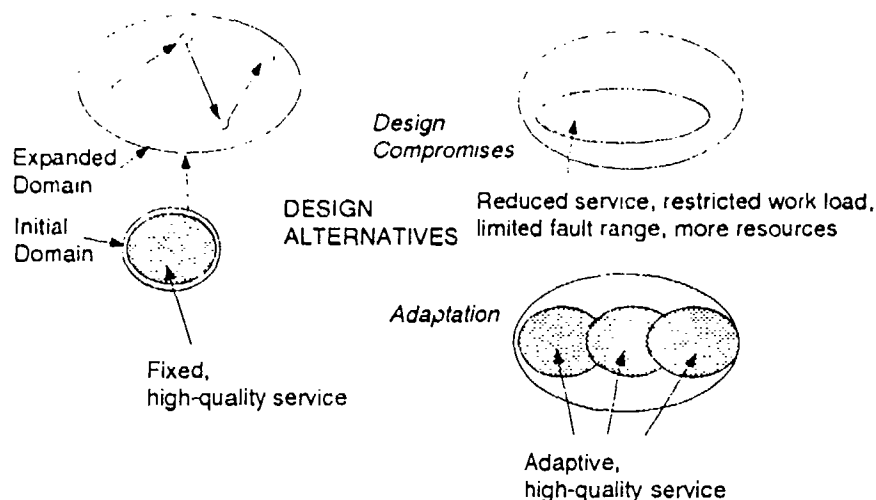 Expanded
Domain
Initial
Domain
Fixed,
high-quality service
DESIGN
ALTERNATIVES
Design
Compromises
Reduced service, restricted work load,
limited fault range, more resources
Adaptation
Adaptive,
high-quality service